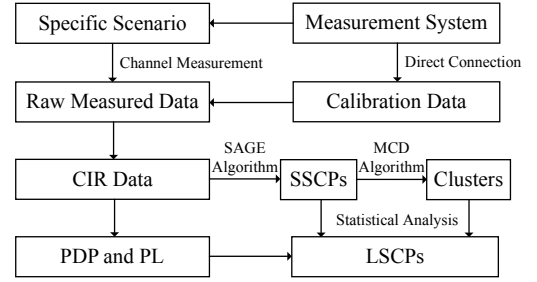 Specific Scenario
Measurement System
Channel Measurement
Direct Connection
Raw Measured Data
Calibration Data
SAGE
Algorithm
MCD
Algorithm
CIR Data
SSCPs
Clusters
Statistical Analysis
PDP and PL
LSCPs